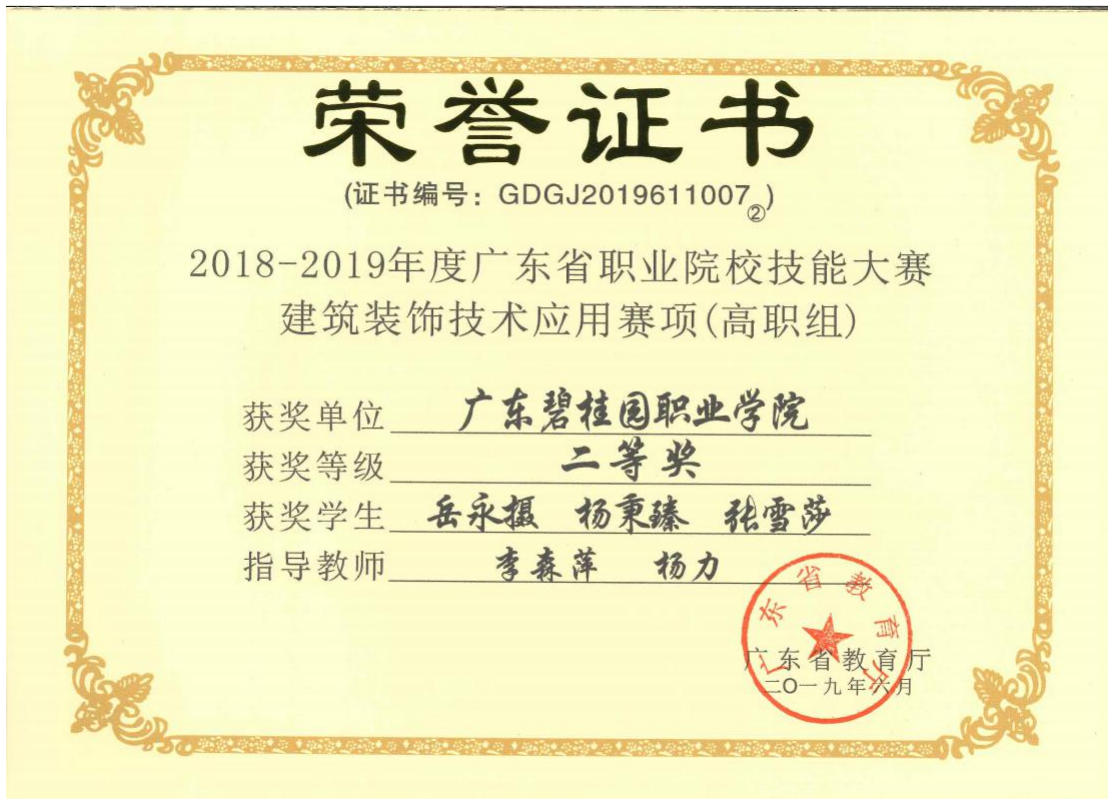 荣誉证书
(证书编号：GDGJ2019611007②)
2018-2019年度广东省职业院校技能大赛
建筑装饰技术应用赛项(高职组)
获奖单位 广东碧桂园职业学院
获奖等级 二等奖
获奖学生 岳永摄 杨秉臻 张雪莎
指导教师 李森萍 杨力
广东省教育厅
广东省教育厅
二〇一九年六月